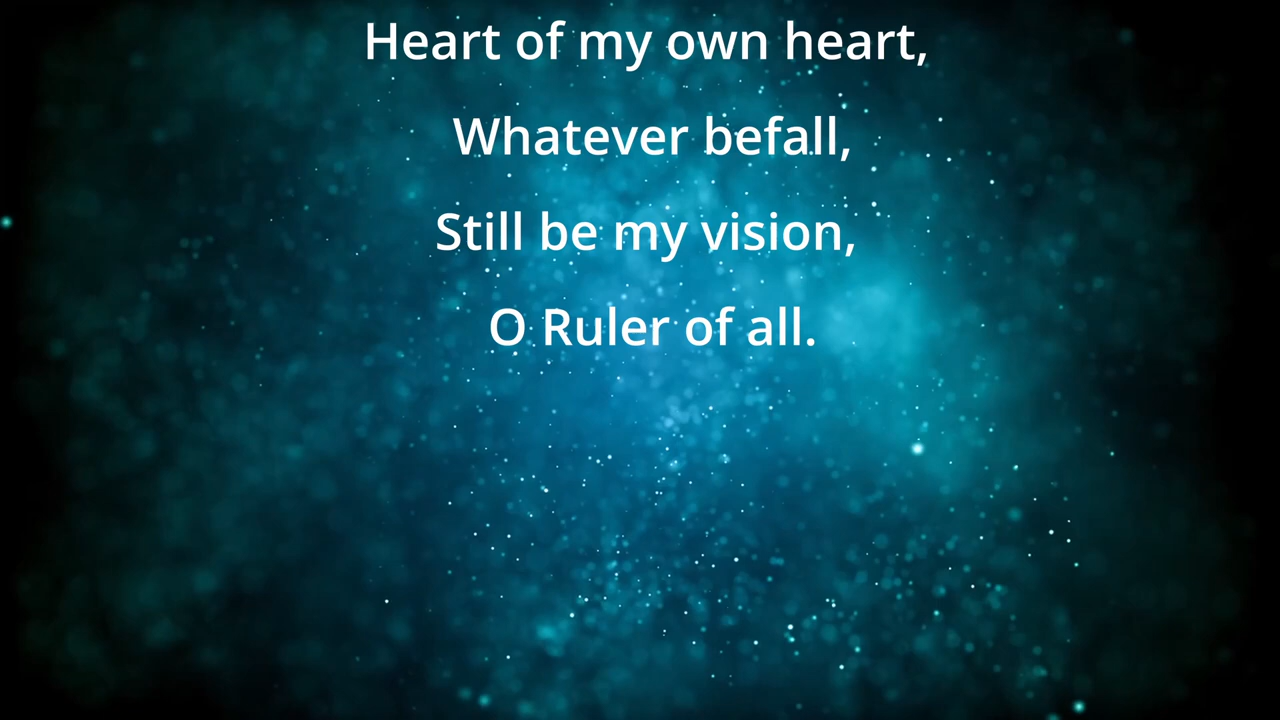 Heart of my own heart,
Whatever befall,
Still be my vision,
O Ruler of all.